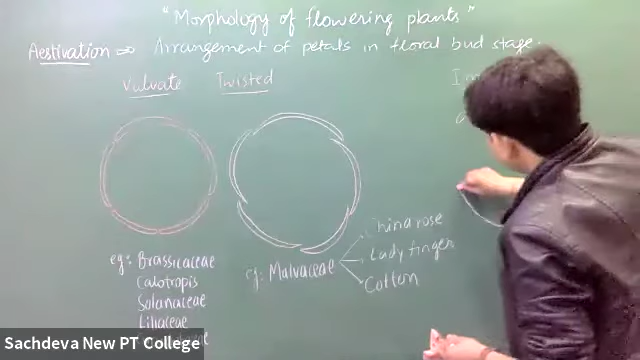 "Morphology of flowering plants"
Aestivation ⇒ Arrangement of petals in floral bud stage.
Valvate Twisted
eg: Brassicaceae
Calotropis
Solanaceae
Liliaceae
eg: Malvaceae
China rose
Lady finger
Cotton
Sachdeva New PT College